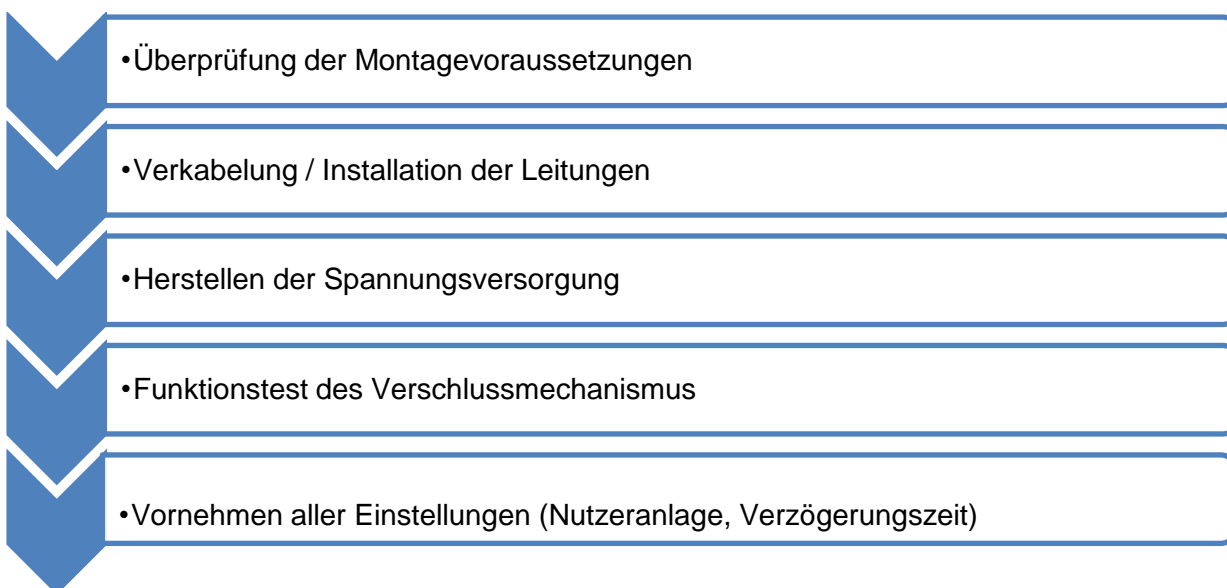 •Überprüfung der Montagevoraussetzungen
•Verkabelung / Installation der Leitungen
•Herstellen der Spannungsversorgung
•Funktionstest des Verschlussmechanismus
•Vornehmen aller Einstellungen (Nutzeranlage, Verzögerungszeit)